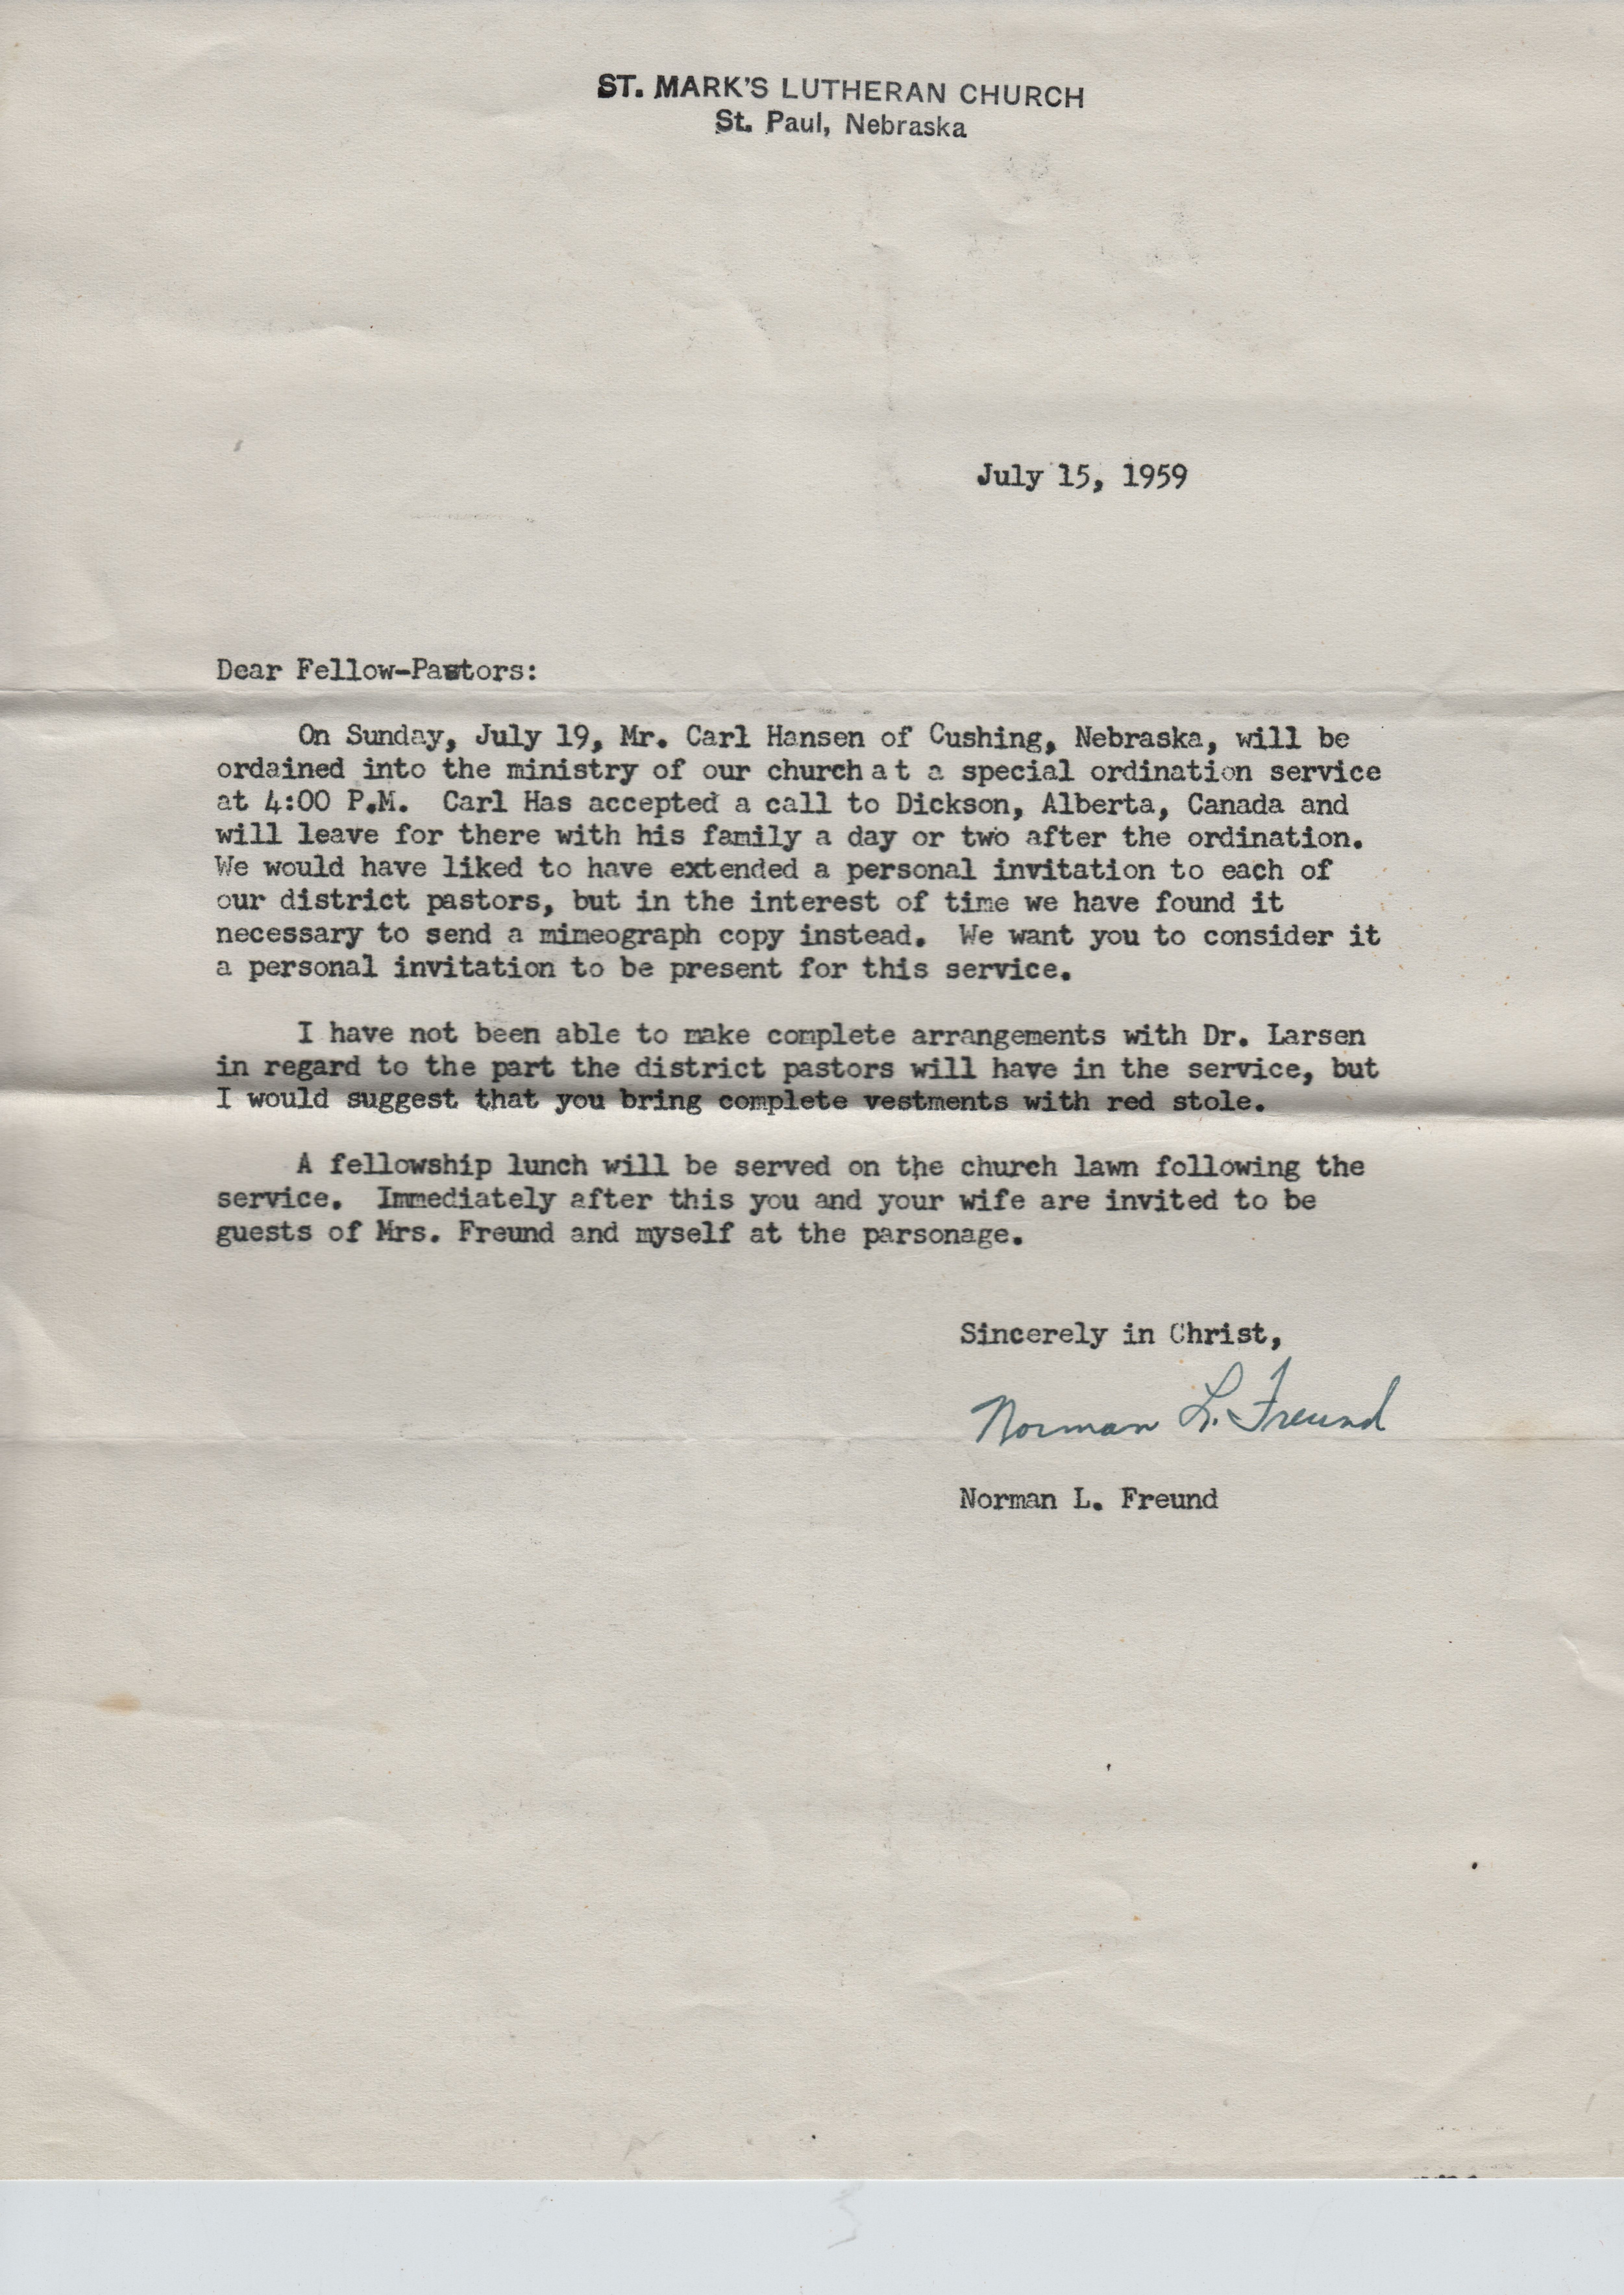 ST. MARK'S LUTHERAN CHURCH
St. Paul, Nebraska
July 15, 1959
Dear Fellow-Pastors:
On Sunday, July 19, Mr. Carl Hansen of Cushing, Nebraska, will be
ordained into the ministry of our church at a special ordination service
at 4:00 P.M. Carl Has accepted a call to Dickson, Alberta, Canada and
will leave for there with his family a day or two after the ordination.
We would have liked to have extended a personal invitation to each of
our district pastors, but in the interest of time we have found it
necessary to send a mimeograph copy instead. We want you to consider it
a personal invitation to be present for this service.
I have not been able to make complete arrangements with Dr. Larsen
in regard to the part the district pastors will have in the service, but
I would suggest that you bring complete vestments with red stole.
A fellowship lunch will be served on the church lawn following the
service. Immediately after this you and your wife are invited to be
guests of Mrs. Freund and myself at the parsonage.
Sincerely in Christ,
Norman L. Freund
Norman L. Freund